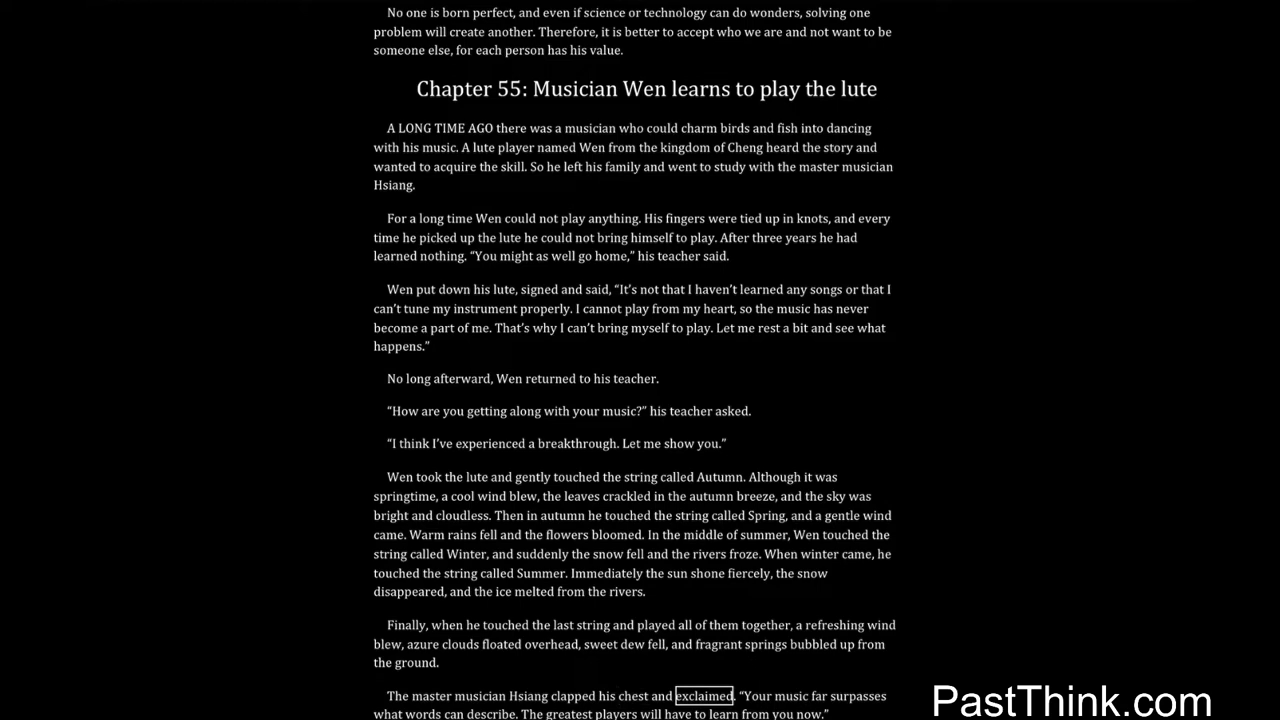 No one is born perfect, and even if science or technology can do wonders, solving one
problem will create another. Therefore, it is better to accept who we are and not want to be
someone else, for each person has his value.
Chapter 55: Musician Wen learns to play the lute
A LONG TIME AGO there was a musician who could charm birds and fish into dancing
with his music. A lute player named Wen from the kingdom of Cheng heard the story and
wanted to acquire the skill. So he left his family and went to study with the master musician
Hsiang.
For a long time Wen could not play anything. His fingers were tied up in knots, and every
time he picked up the lute he could not bring himself to play. After three years he had
learned nothing. “You might as well go home,” his teacher said.
Wen put down his lute, signed and said, “It’s not that I haven’t learned any songs or that I
can’t tune my instrument properly. I cannot play from my heart, so the music has never
become a part of me. That’s why I can’t bring myself to play. Let me rest a bit and see what
happens.”
No long afterward, Wen returned to his teacher.
“How are you getting along with your music?” his teacher asked.
“I think I’ve experienced a breakthrough. Let me show you.”
Wen took the lute and gently touched the string called Autumn. Although it was
springtime, a cool wind blew, the leaves crackled in the autumn breeze, and the sky was
bright and cloudless. Then in autumn he touched the string called Spring, and a gentle wind
came. Warm rains fell and the flowers bloomed. In the middle of summer, Wen touched the
string called Winter, and suddenly the snow fell and the rivers froze. When winter came, he
touched the string called Summer. Immediately the sun shone fiercely, the snow
disappeared, and the ice melted from the rivers.
Finally, when he touched the last string and played all of them together, a refreshing wind
blew, azure clouds floated overhead, sweet dew fell, and fragrant springs bubbled up from
the ground.
The master musician Hsiang clapped his chest and exclaimed. “Your music far surpasses
what words can describe. The greatest players will have to learn from you now.”
PastThink.com